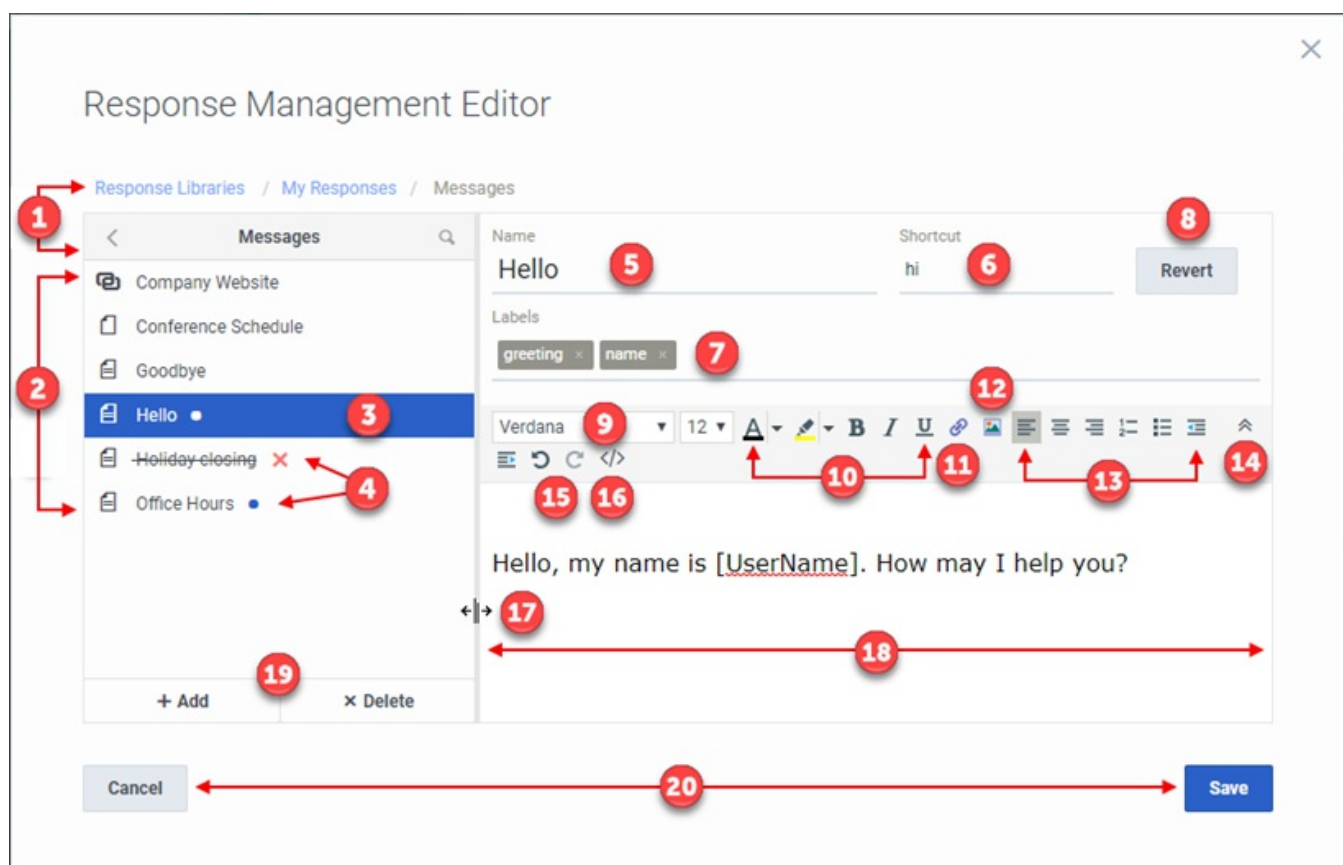 Response Management Editor
Response Libraries / My Responses / Messages
1
8
Messages
Name
Shortcut
Hello
5
hi
6
Revert
Company Website
Conference Schedule
Labels
greeting × name ×
7
Goodbye
2
12
Hello
3
Verdana
9
12
A
B I U
Holiday closing
</>
4
10
11
13
14
Office Hours
15
16
Hello, my name is [UserName]. How may I help you?
17
18
19
+ Add
× Delete
Cancel
20
Save